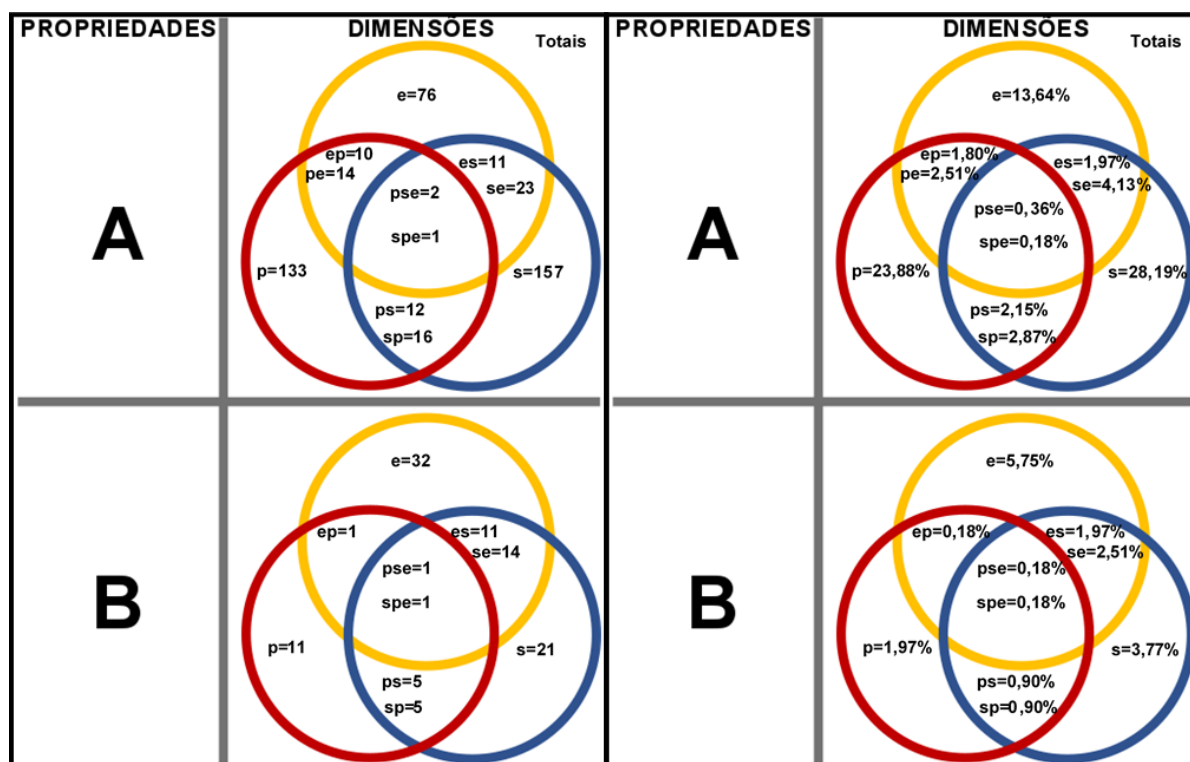 PROPRIEDADES
DIMENSÕES
Totais
A
e=76
ep=10
es=11
pe=14
se=23
pse=2
spe=1
p=133
s=157
ps=12
sp=16
B
e=32
ep=1
es=11
se=14
pse=1
spe=1
p=11
s=21
ps=5
sp=5
PROPRIEDADES
DIMENSÕES
Totais
A
e=13,64%
ep=1,80%
es=1,97%
pe=2,51%
se=4,13%
pse=0,36%
spe=0,18%
p=23,88%
s=28,19%
ps=2,15%
sp=2,87%
B
e=5,75%
ep=0,18%
es=1,97%
se=2,51%
pse=0,18%
spe=0,18%
p=1,97%
s=3,77%
ps=0,90%
sp=0,90%